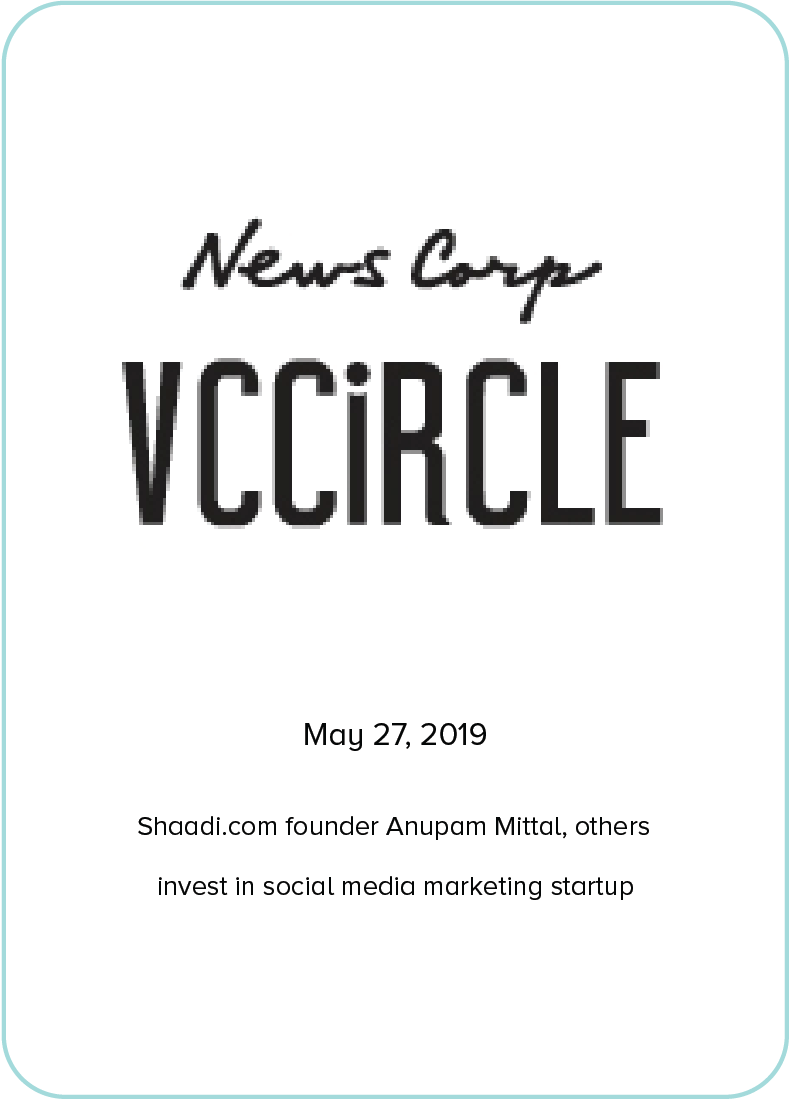 News Corp
VCCiRCLE
May 27, 2019
Shaadi.com founder Anupam Mittal, others
invest in social media marketing startup